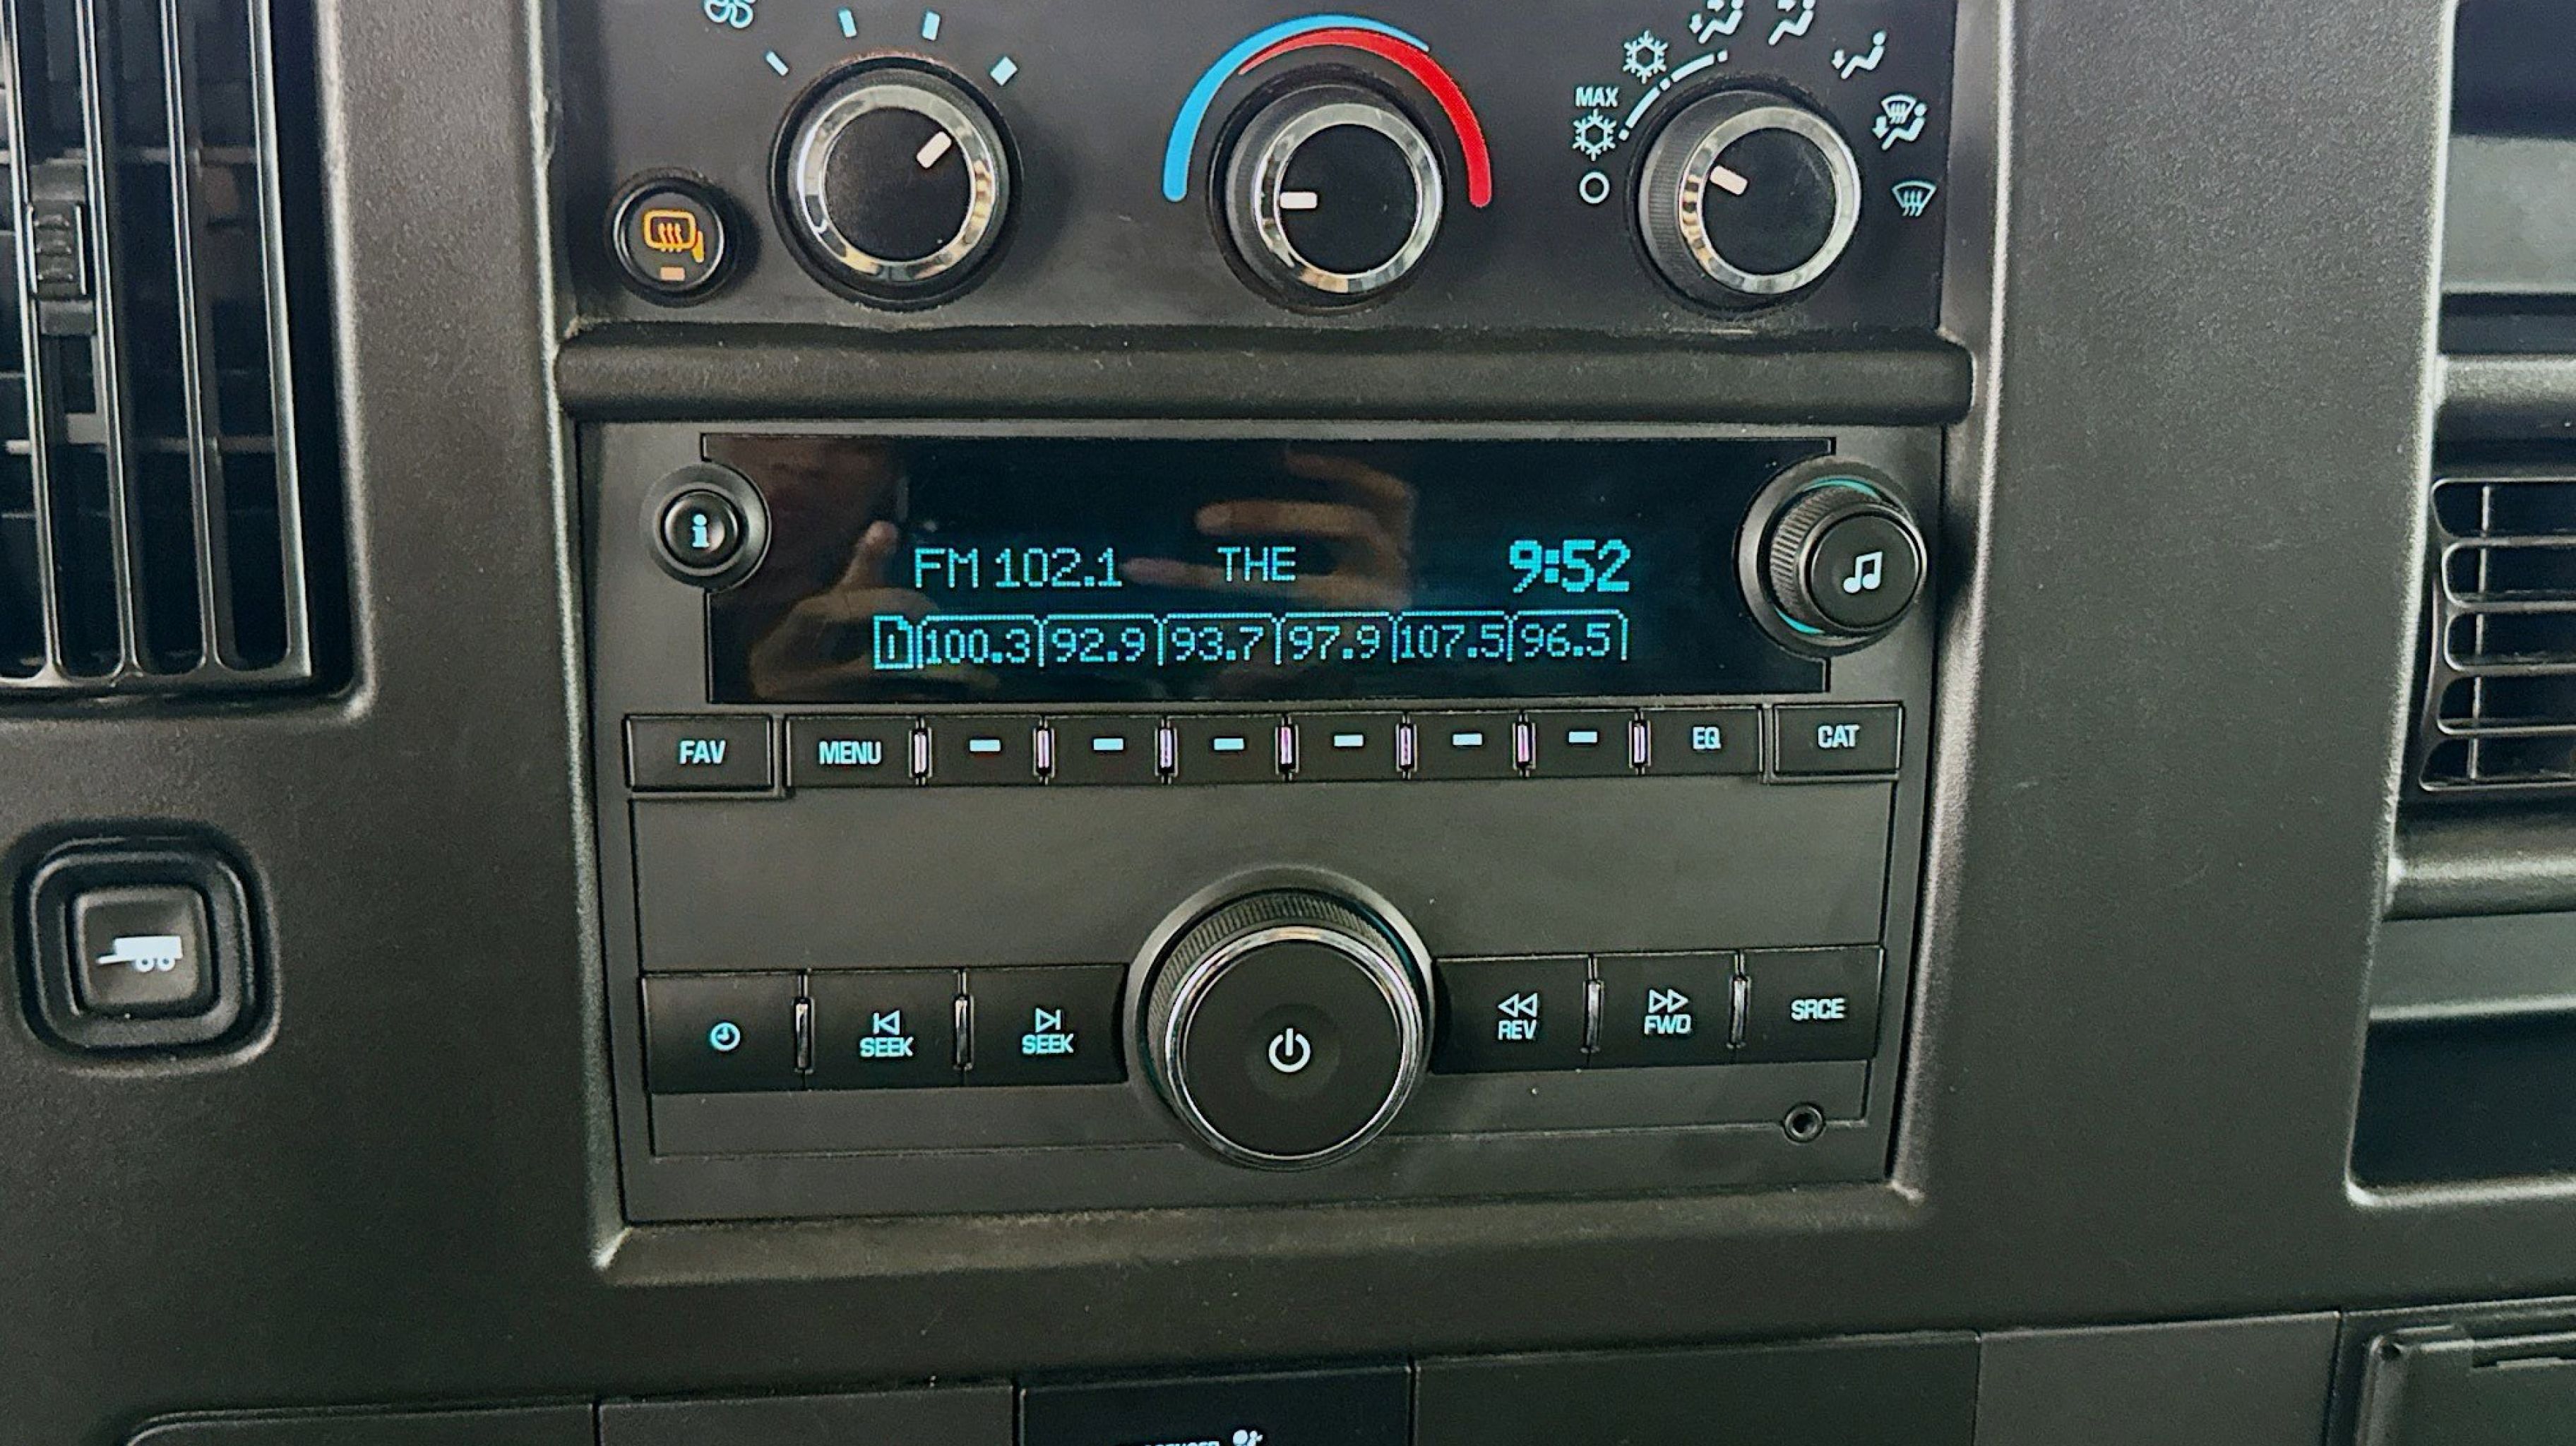 MAX
i
FM 102.1 THE 9:52
1 100.3 92.9 93.7 97.9 107.5 96.5
FAV MENU EQ CAT
SEEK SEEK REV FWD SRCE